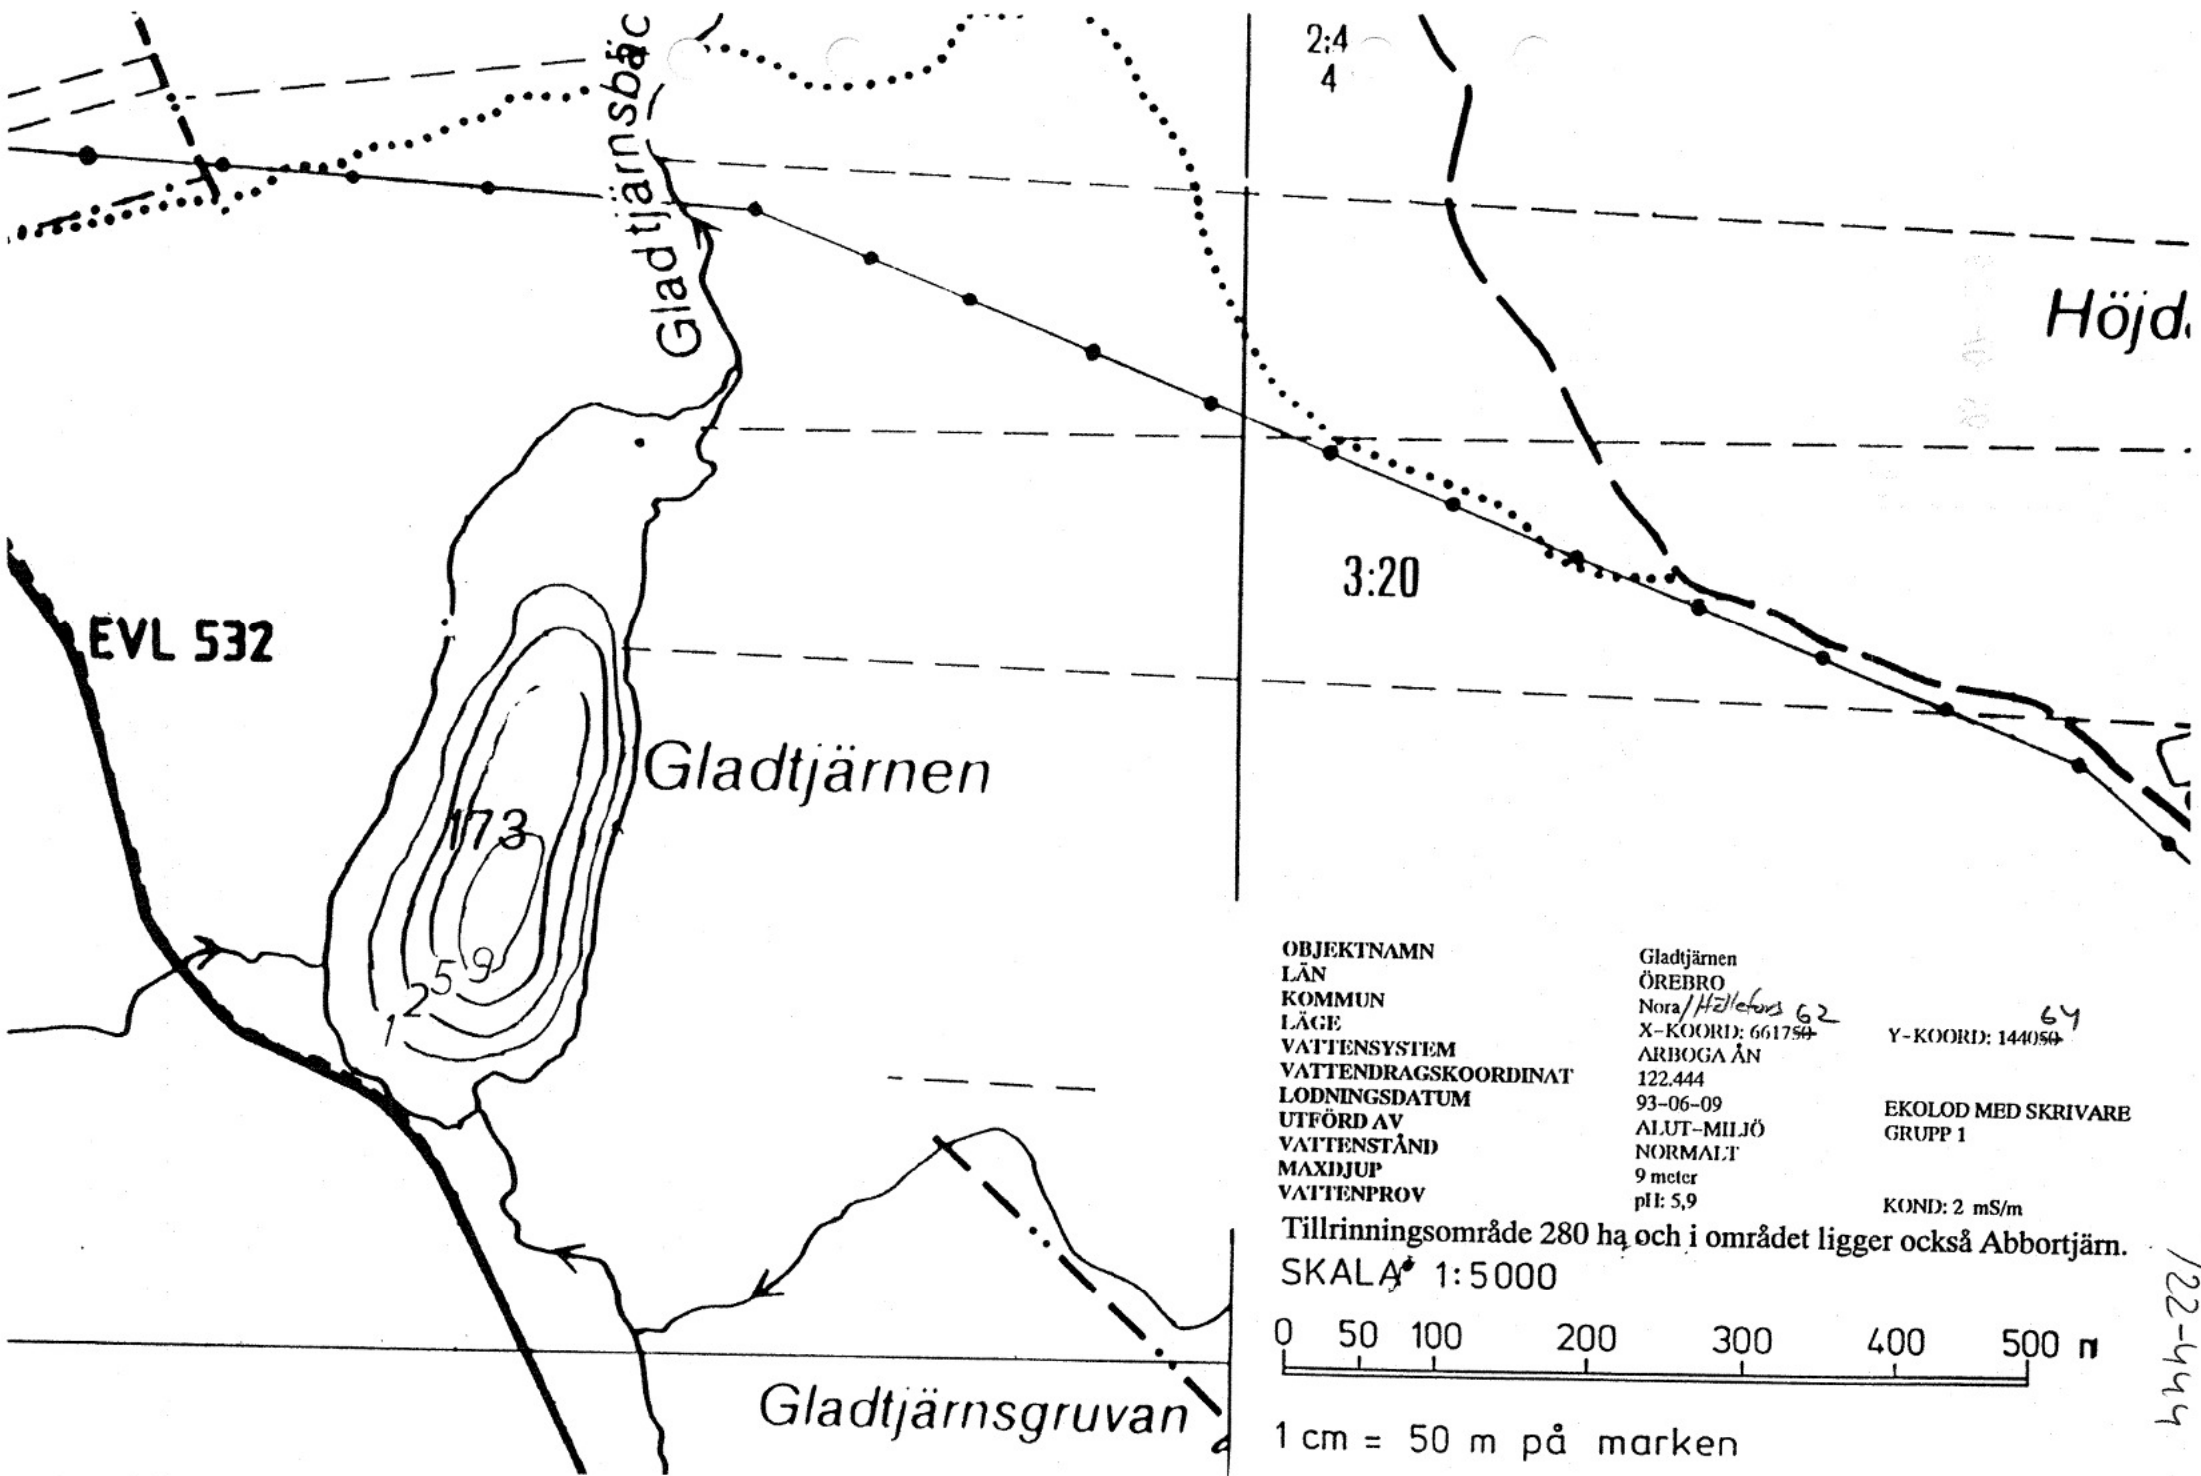 Gladtjärnsbäc
2:4
4
Höjd
EVL 532
3:20
Gladtjärnen
173
5 9
2
1
OBJEKTNAMN Gladtjärnen
LÄN ÖREBRO
KOMMUN Nora/Hällefors 62 64
LÄGE X-KOORD: 661750 Y-KOORD: 144050
VATTENSYSTEM ARBOGA ÅN
VATTENDRAGSKOORDINAT 122.444
LODNINGSDATUM 93-06-09 EKOLOD MED SKRIVARE
UTFÖRD AV ALUT-MILJÖ GRUPP 1
VATTENSTÅND NORMALT
MAXDJUP 9 meter
VATTENPROV pH: 5,9 KOND: 2 mS/m
Tillrinningsområde 280 ha och i området ligger också Abbortjärn.
SKALA 1:5000
0 50 100 200 300 400 500 m
1 cm = 50 m på marken
122-444
Gladtjärnsgruvan